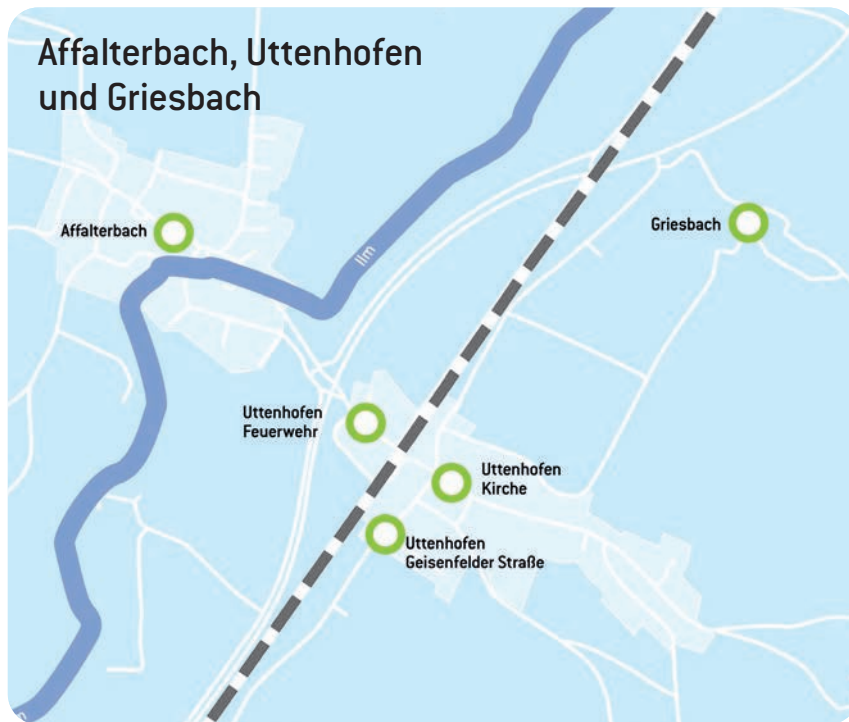 Affalterbach, Uttenhofen
und Griesbach
Affalterbach
Griesbach
Ilm
Uttenhofen
Feuerwehr
Uttenhofen
Kirche
Uttenhofen
Geisenfelder Straße